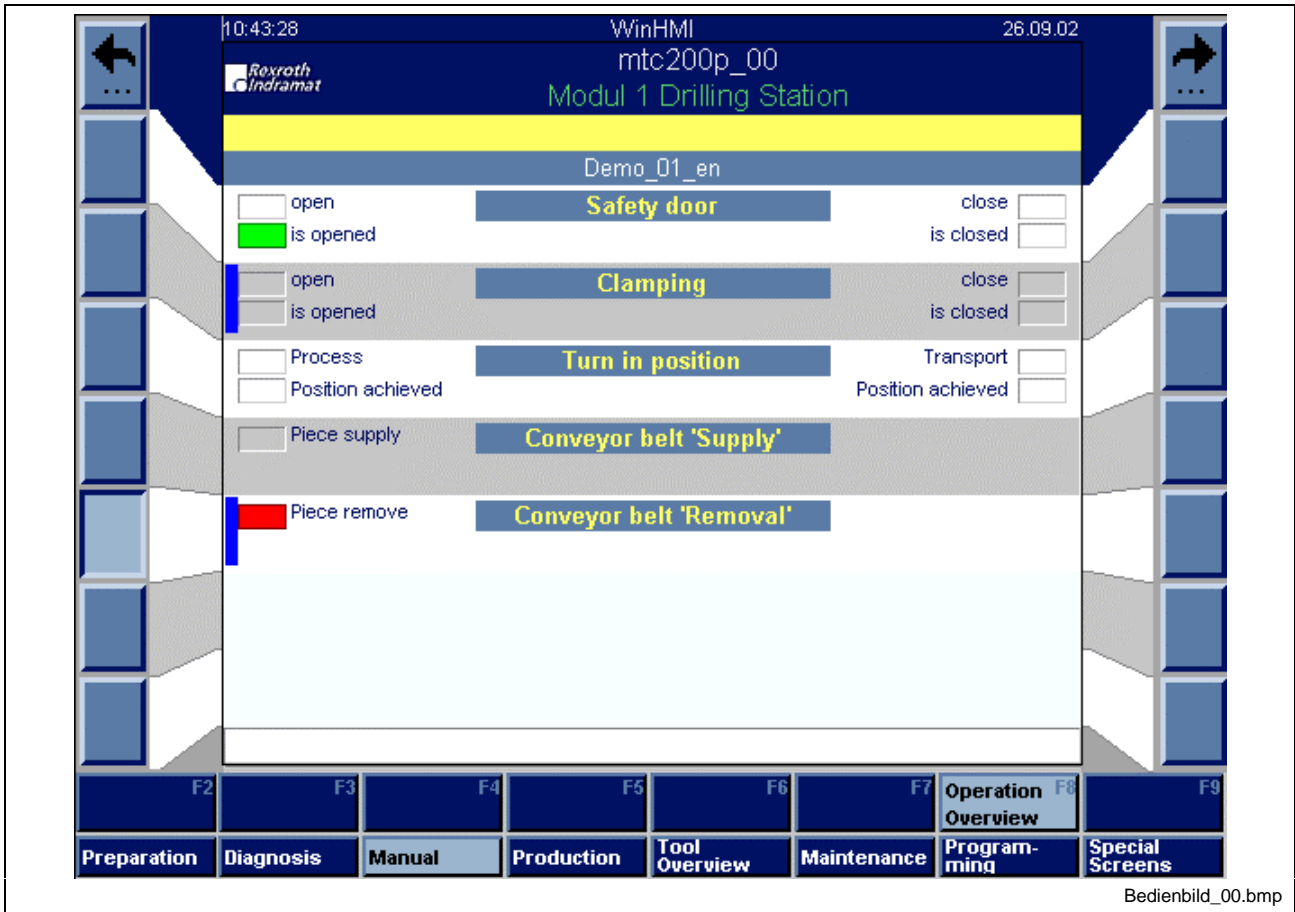 10:43:28 WinHMI 26.09.02
...
Rexroth
Indramat
mtc200p_00
Modul 1 Drilling Station
...
Demo_01_en
open Safety door close
is opened is closed
open Clamping close
is opened is closed
Process Turn in position Transport
Position achieved Position achieved
Piece supply Conveyor belt 'Supply'
Piece remove Conveyor belt 'Removal'
F2 F3 F4 F5 F6 F7 Operation Overview F8 F9
Preparation Diagnosis Manual Production Tool Overview Maintenance Program-ming Special Screens
Bedienbild_00.bmp